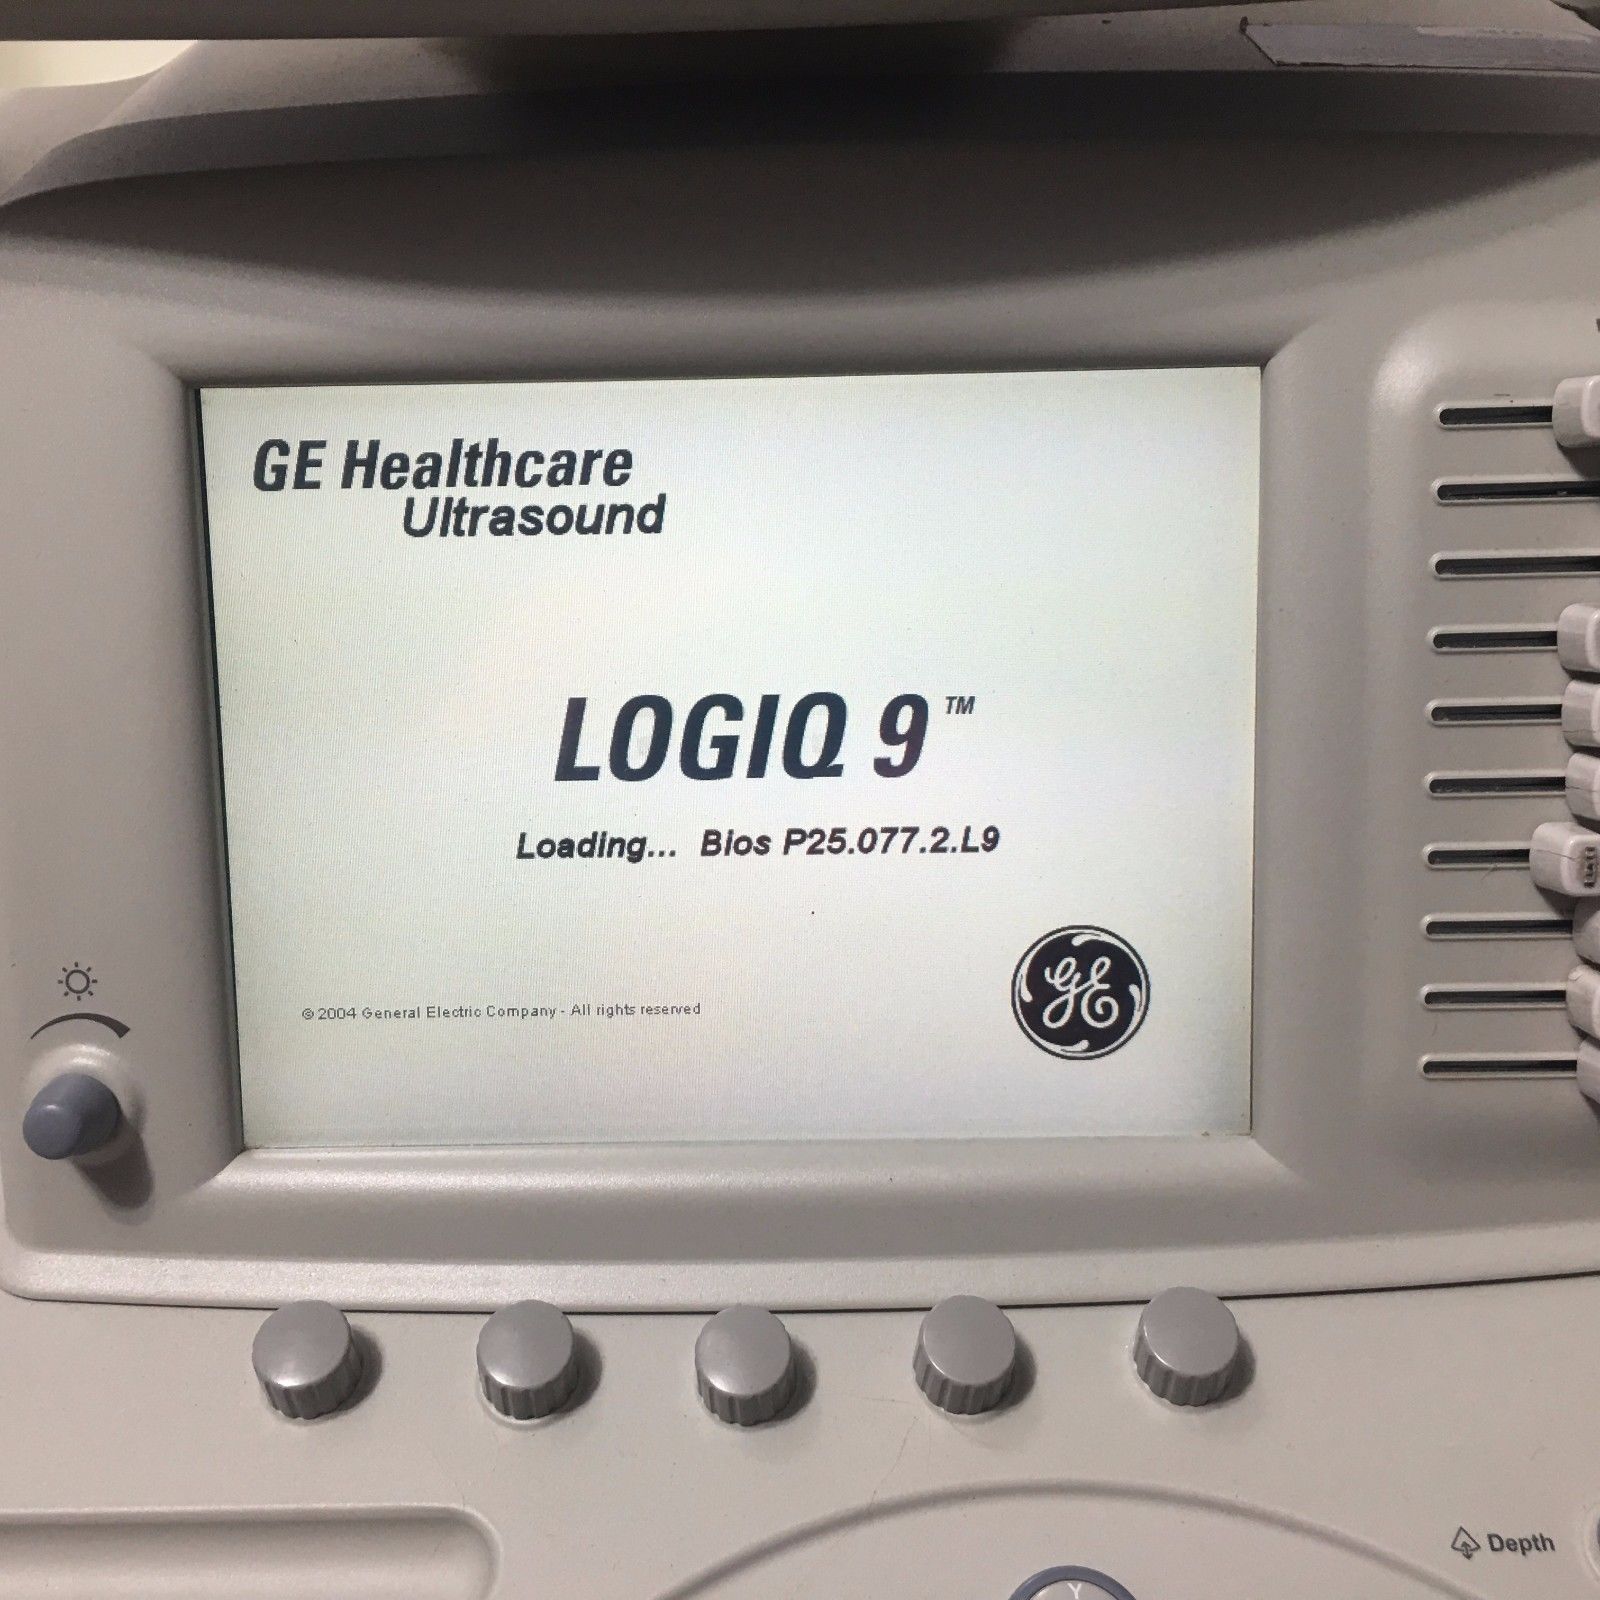 GE Healthcare
Ultrasound
LOGIQ 9™
Loading... Bios P25.077.2.L9
GE
© 2004 General Electric Company - All rights reserved
Depth
Y